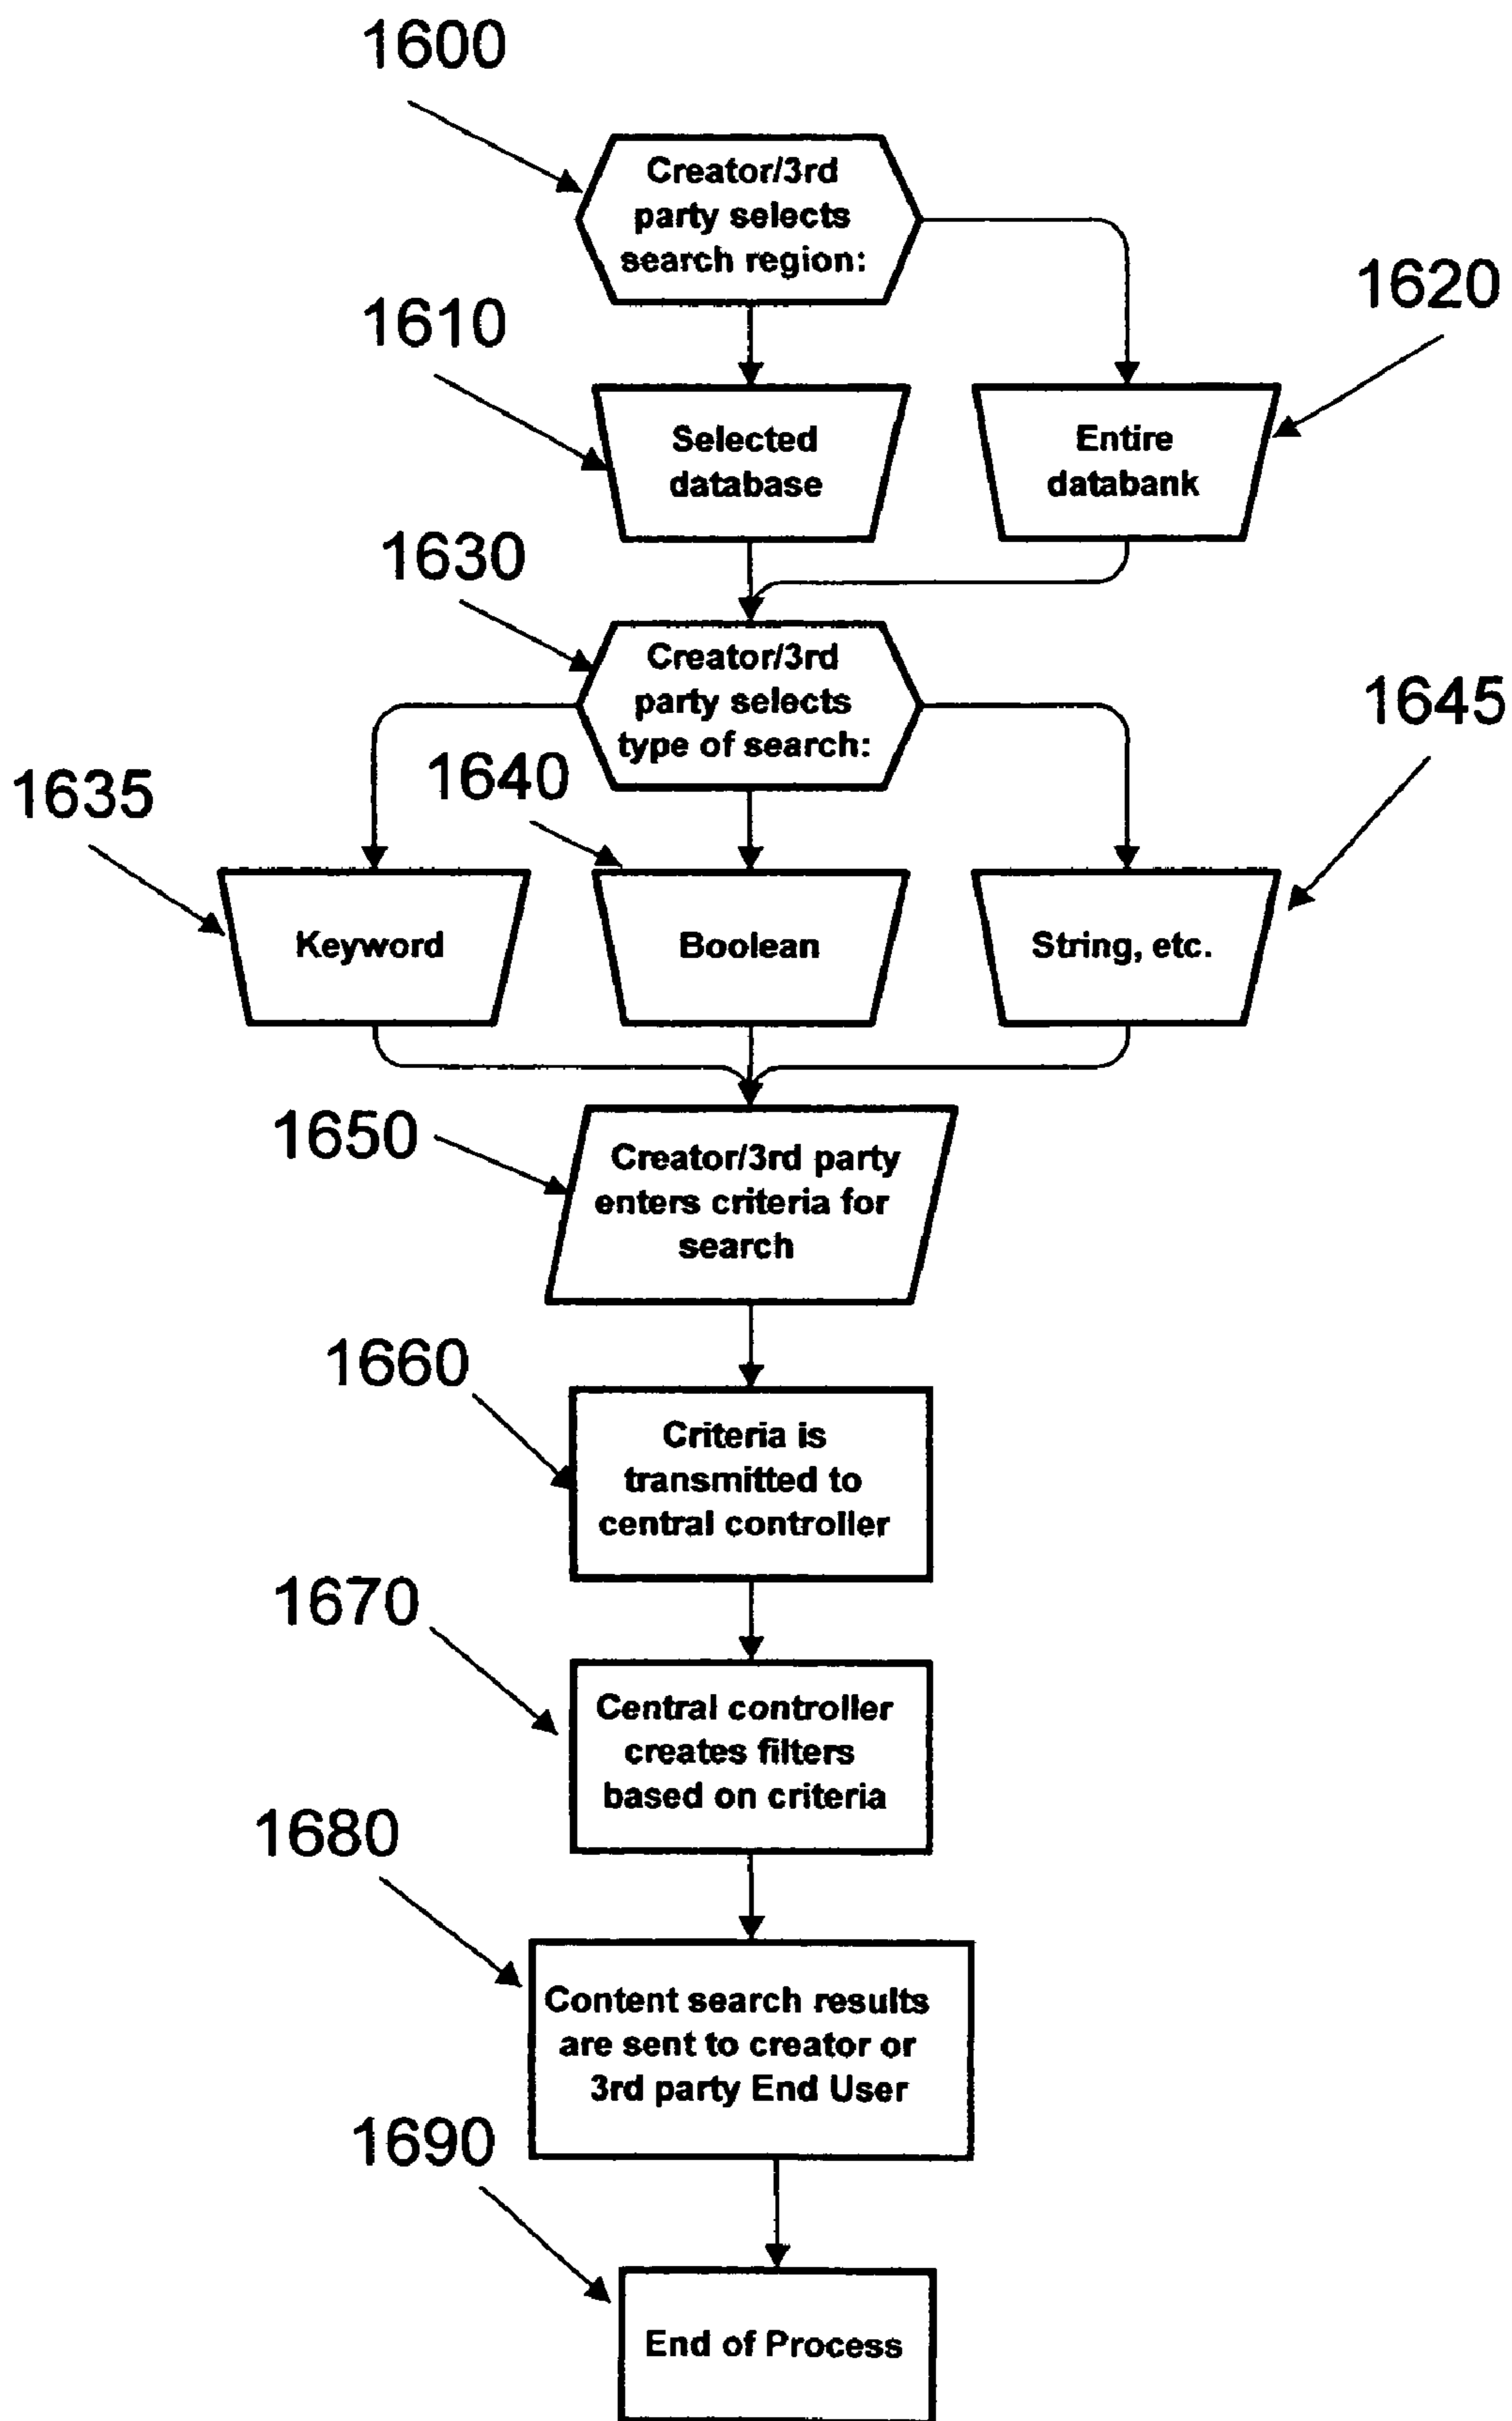 1600
Creator/3rd
party selects
search region:
1610
1620
Selected
database
Entire
databank
1630
Creator/3rd
party selects
type of search:
1645
1640
1635
Keyword
Boolean
String, etc.
1650
Creator/3rd party
enters criteria for
search
1660
Criteria is
transmitted to
central controller
1670
Central controller
creates filters
based on criteria
1680
Content search results
are sent to creator or
3rd party End User
1690
End of Process